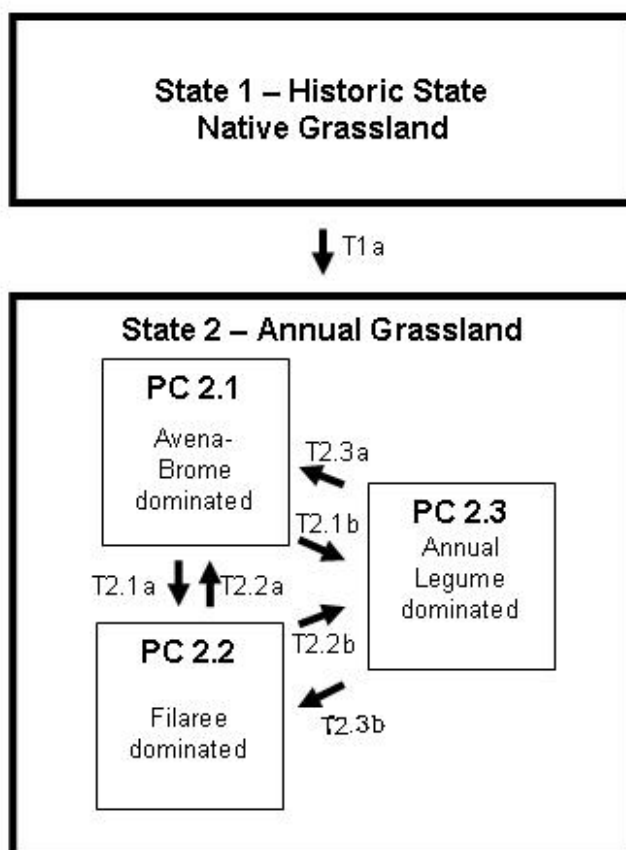 State 1 – Historic State
Native Grassland
T1a
State 2 – Annual Grassland
PC 2.1
Avena-
Brome
dominated
T2.3a
T2.1b
PC 2.3
Annual
Legume
dominated
T2.1a
T2.2a
PC 2.2
Filaree
dominated
T2.2b
T2.3b